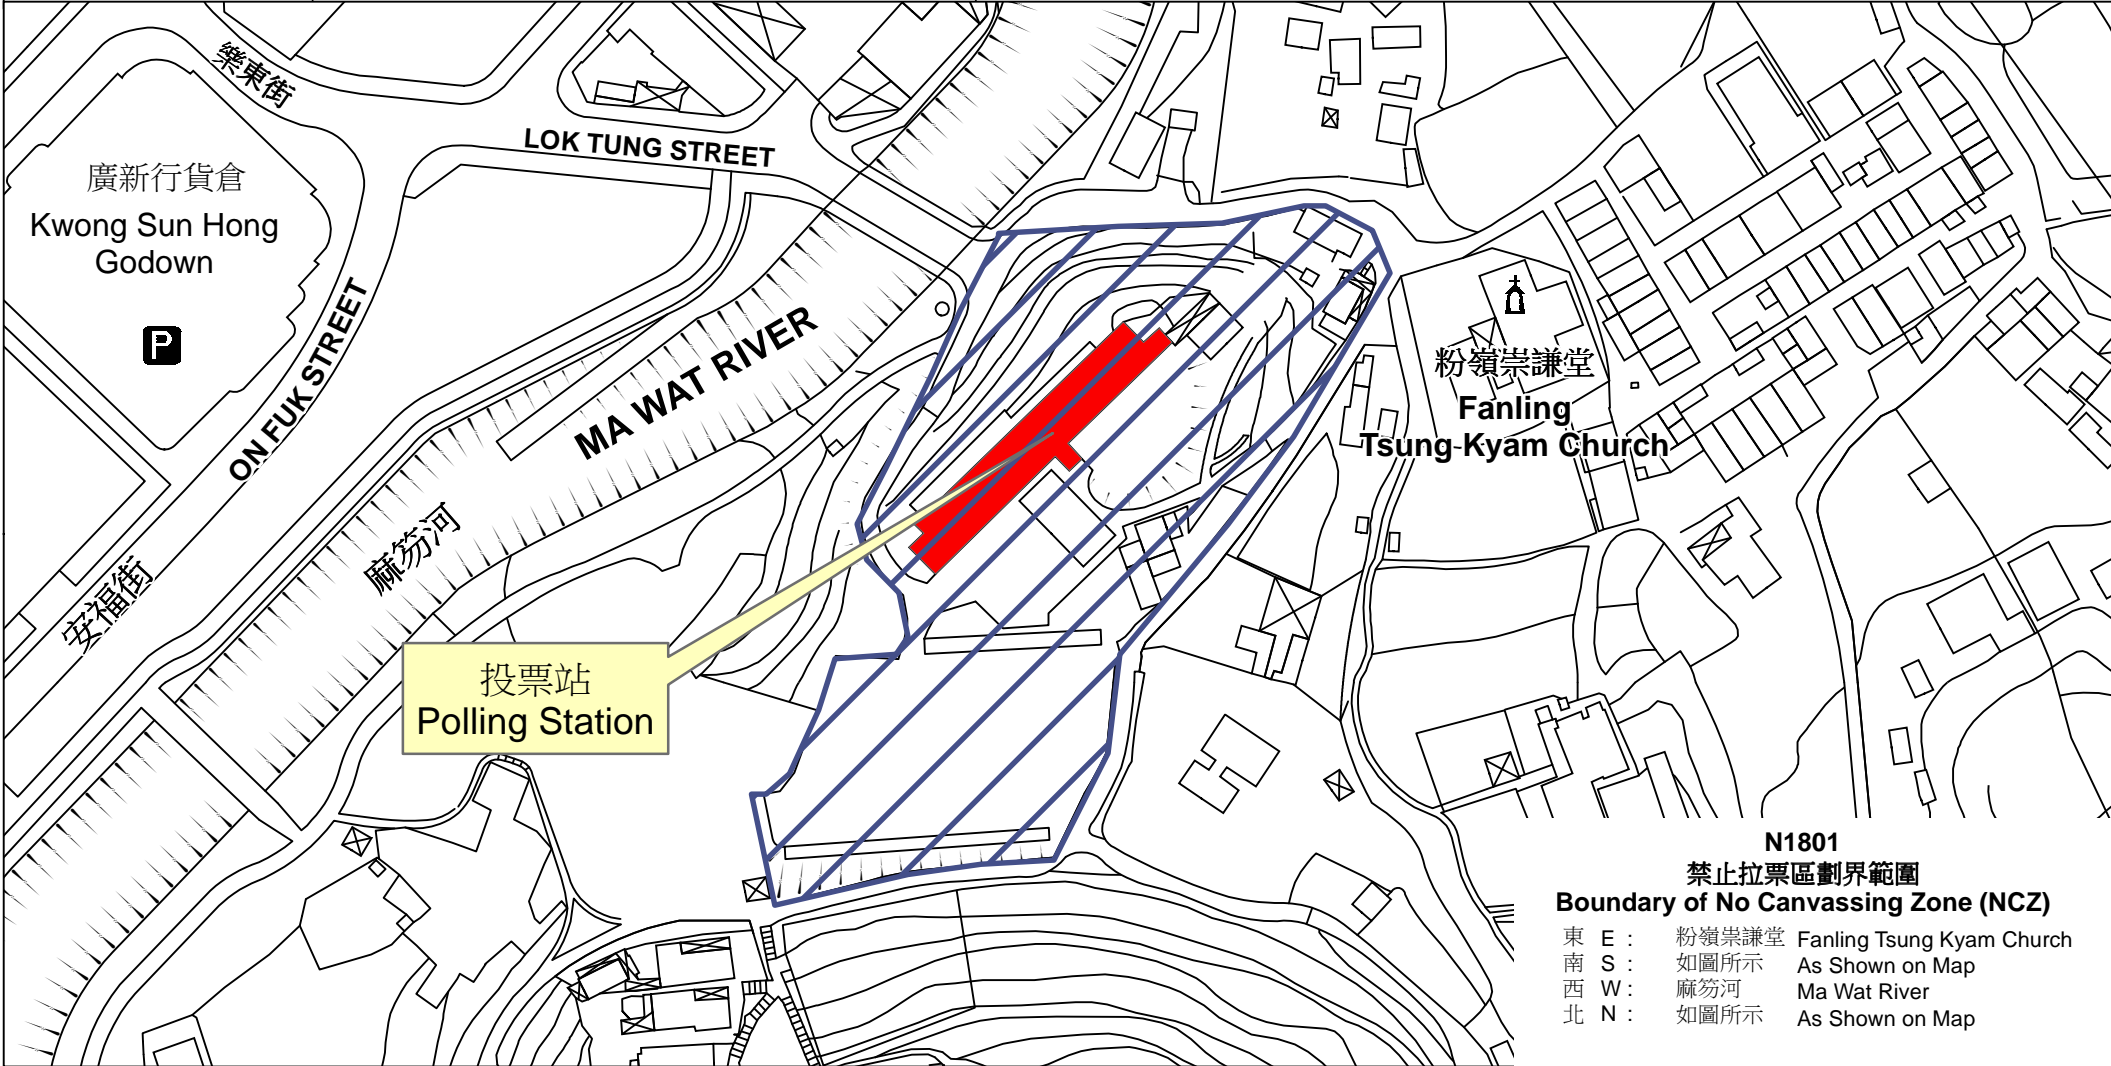 樂東街
LOK TUNG STREET
廣新行貨倉
Kwong Sun Hong
Godown
P
ON FUK STREET
安福街
MA WAT RIVER
麻笏河
粉嶺崇謙堂
Fanling
Tsung Kyam Church
投票站
Polling Station
N1801
禁止拉票區劃界範圍
Boundary of No Canvassing Zone (NCZ)
東 E : 粉嶺崇謙堂 Fanling Tsung Kyam Church
南 S : 如圖所示 As Shown on Map
西 W : 麻笏河 Ma Wat River
北 N : 如圖所示 As Shown on Map